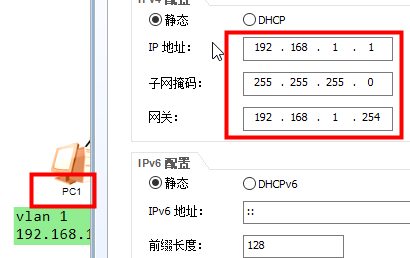 IPv4 配置
静态 DHCP
IP 地址： 192 . 168 . 1 . 1
子网掩码： 255 . 255 . 255 . 0
网关： 192 . 168 . 1 . 254
PC1
vlan 1
192.168.1
IPv6 配置
静态 DHCPv6
IPv6 地址： ::
前缀长度： 128